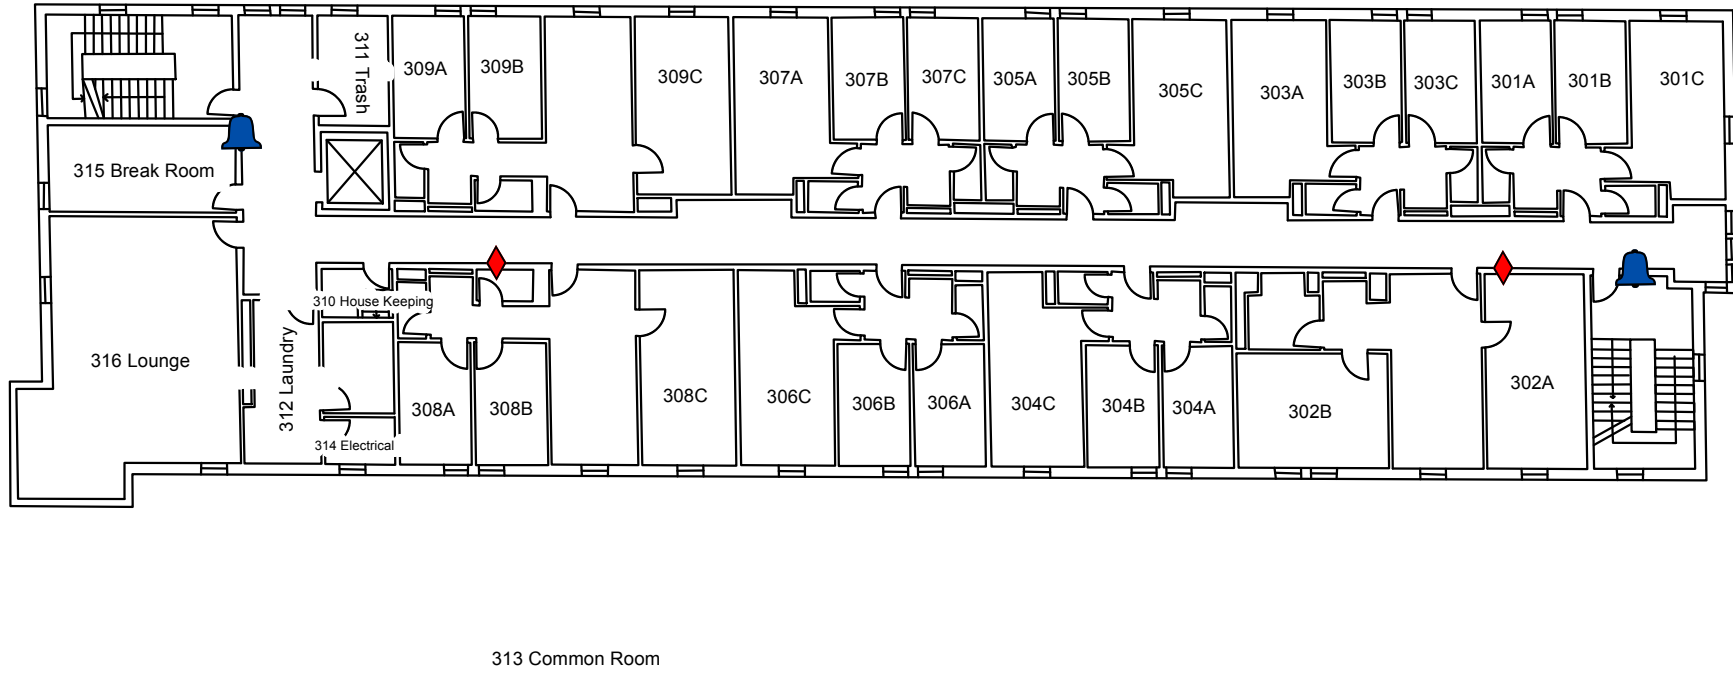 311 Trash
309A
309B
309C
307A
307B
307C
305A
305B
305C
303A
303B
303C
301A
301B
301C
315 Break Room
310 House Keeping
316 Lounge
312 Laundry
308A
308B
308C
306C
306B
306A
304C
304B
304A
302B
302A
314 Electrical
313 Common Room